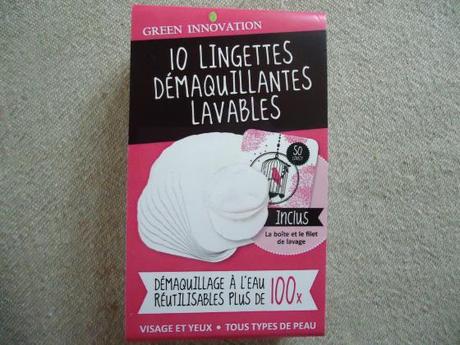 GREEN INNOVATION
10 LINGETTES
DÉMAQUILLANTES
LAVABLES
SO
LOVELY
Inclus
La boîte et le filet
de lavage
DÉMAQUILLAGE À L'EAU
RÉUTILISABLES PLUS DE 100x
VISAGE ET YEUX • TOUS TYPES DE PEAU